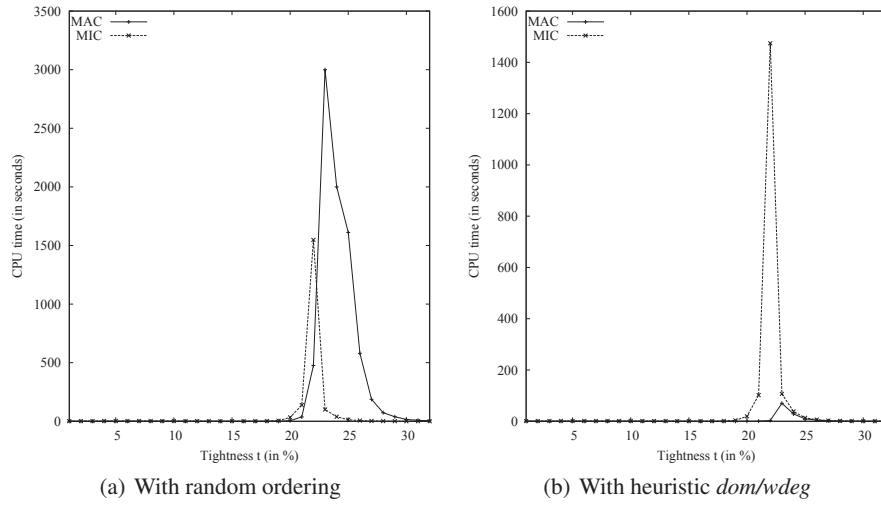 MAC
MIC
3500
3000
2500
2000
1500
1000
500
0
CPU time (in seconds)
5 10 15 20 25 30
Tightness t (in %)
(a) With random ordering
MAC
MIC
1600
1400
1200
1000
800
600
400
200
0
CPU time (in seconds)
5 10 15 20 25 30
Tightness t (in %)
(b) With heuristic dom/wdeg